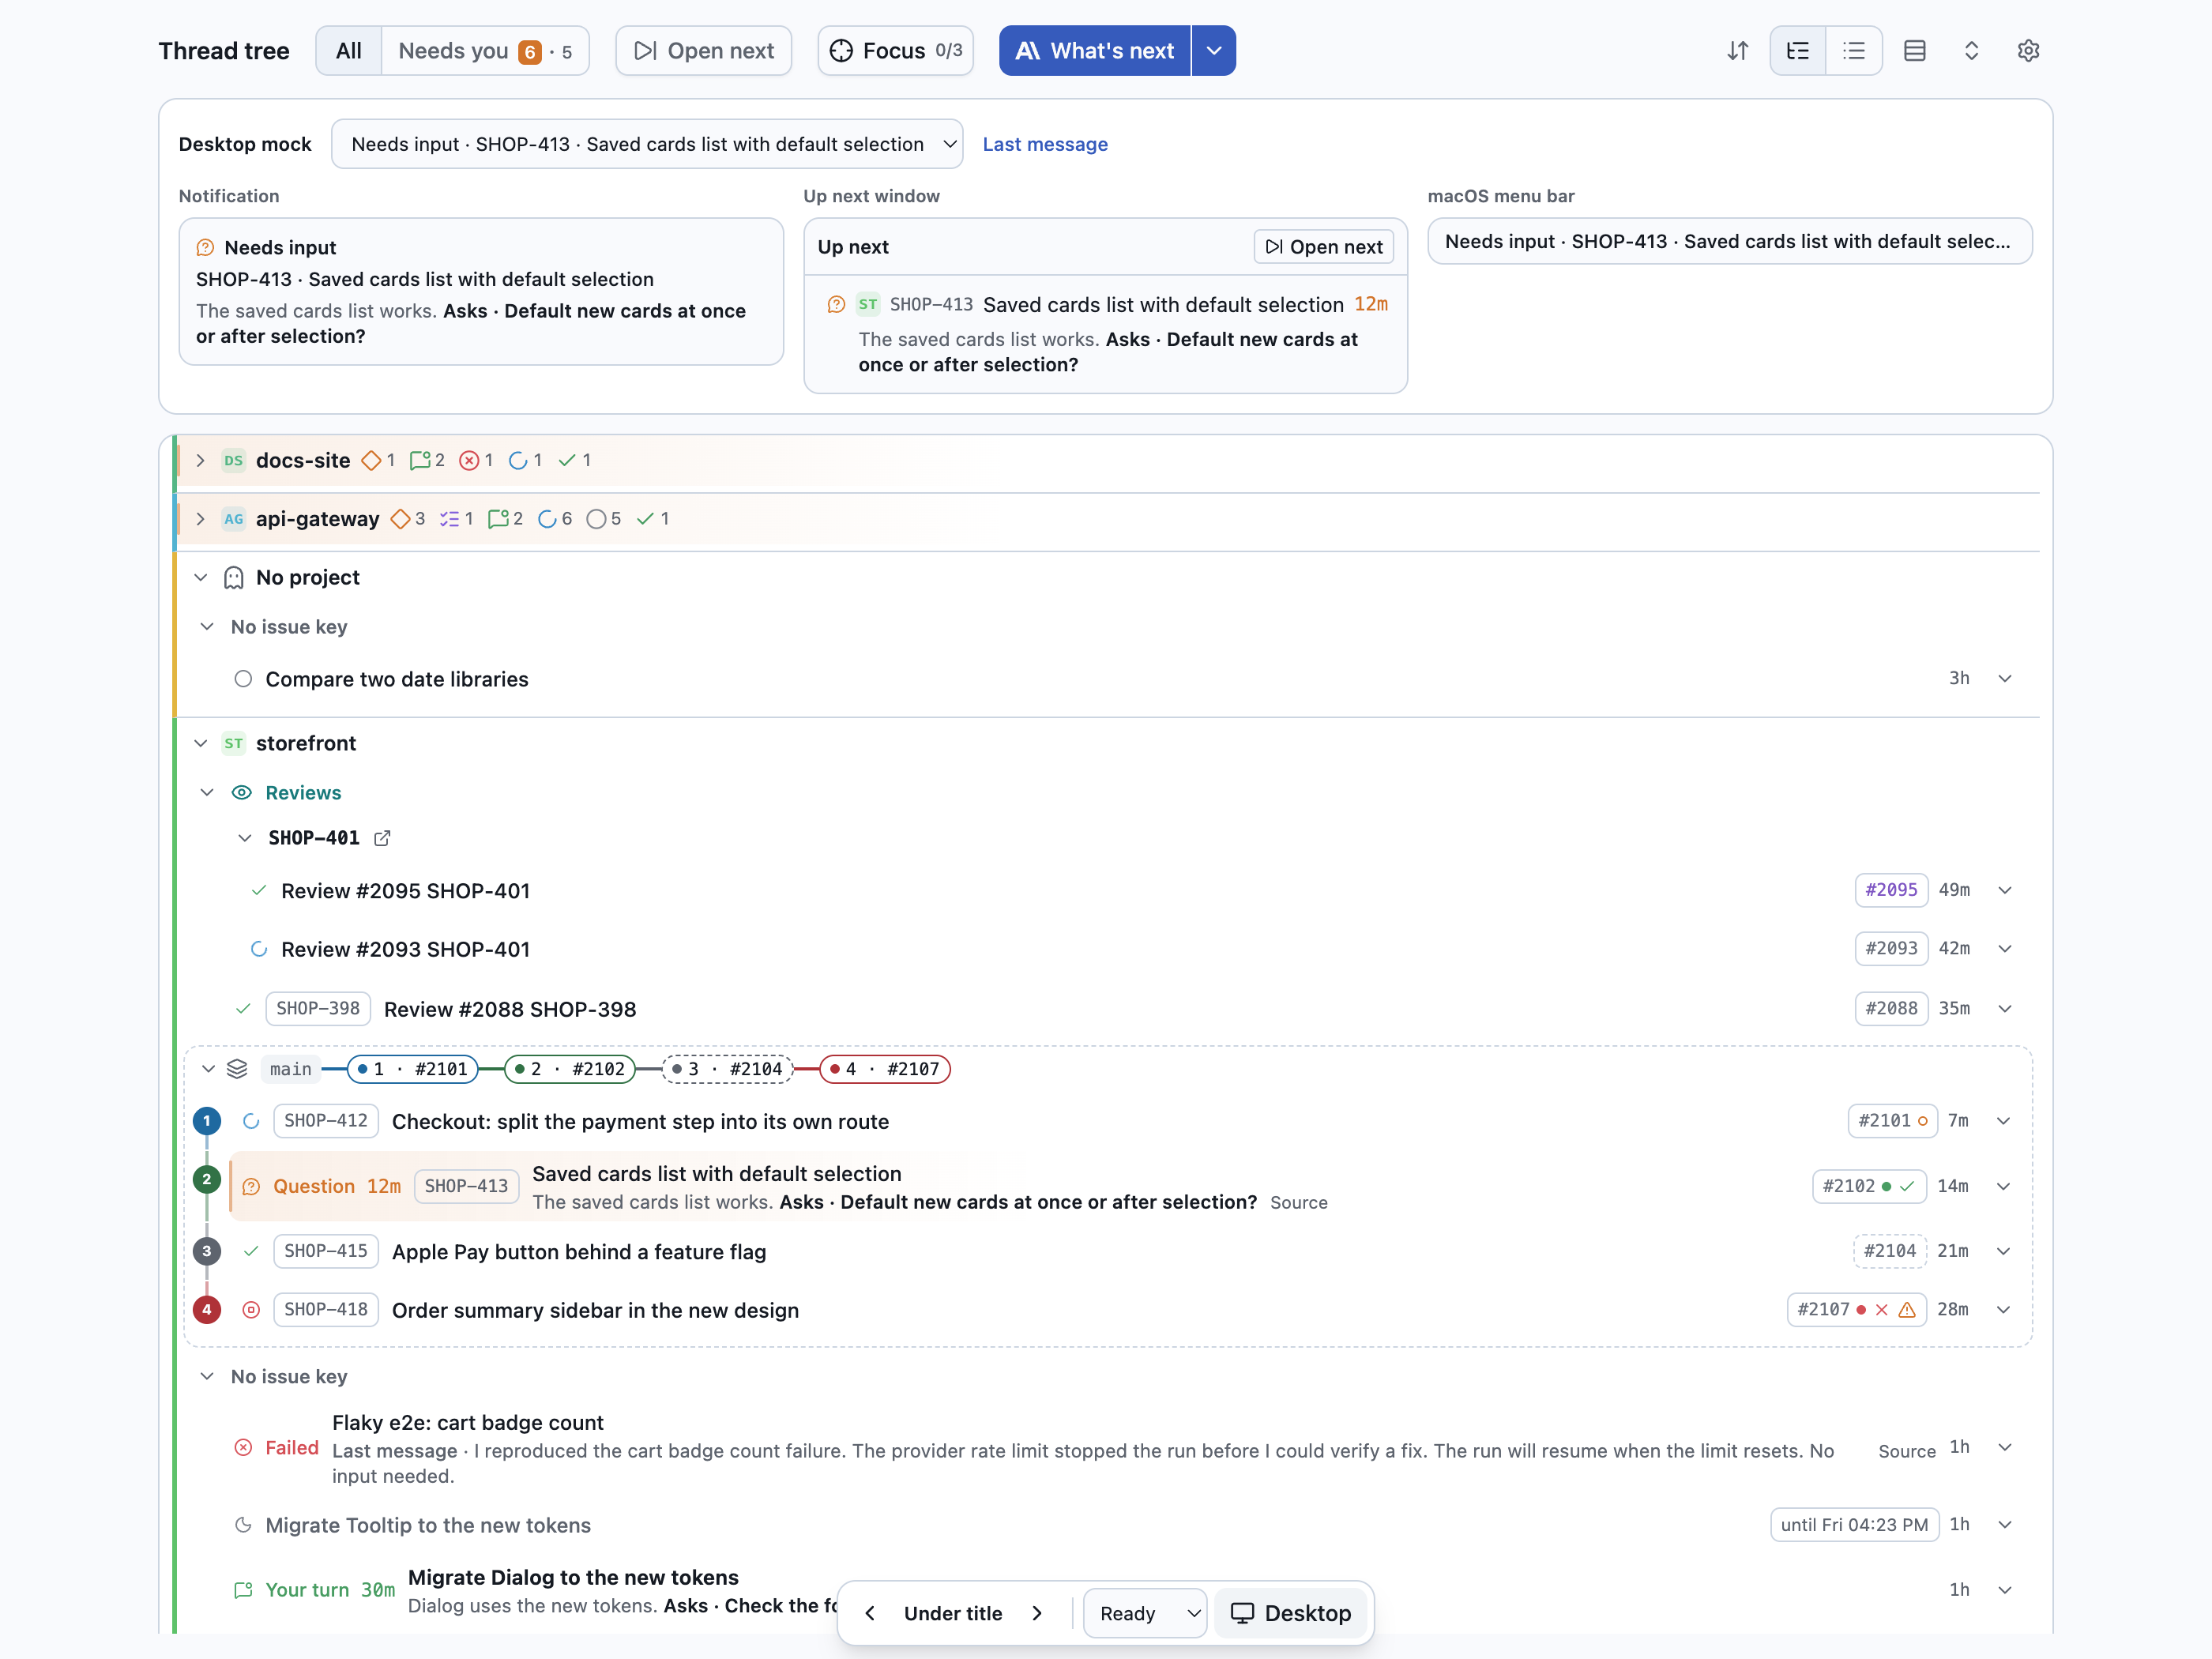 Thread tree
All
Needs you 6 · 5
Open next
Focus 0/3
What's next
Desktop mock
Needs input · SHOP-413 · Saved cards list with default selection
Last message
Notification
Needs input
SHOP-413 · Saved cards list with default selection
The saved cards list works. Asks · Default new cards at once
or after selection?
Up next window
Up next
Open next
ST SHOP-413 Saved cards list with default selection 12m
The saved cards list works. Asks · Default new cards at
once or after selection?
macOS menu bar
Needs input · SHOP-413 · Saved cards list with default selec...
DS docs-site 1 2 1 1 1
AG api-gateway 3 1 2 6 5 1
No project
No issue key
Compare two date libraries 3h
ST storefront
Reviews
SHOP-401
Review #2095 SHOP-401 #2095 49m
Review #2093 SHOP-401 #2093 42m
SHOP-398 Review #2088 SHOP-398 #2088 35m
main 1 · #2101 2 · #2102 3 · #2104 4 · #2107
1 SHOP-412 Checkout: split the payment step into its own route #2101 7m
2 Question 12m SHOP-413 Saved cards list with default selection #2102 14m
The saved cards list works. Asks · Default new cards at once or after selection? Source
3 SHOP-415 Apple Pay button behind a feature flag #2104 21m
4 SHOP-418 Order summary sidebar in the new design #2107 28m
No issue key
Flaky e2e: cart badge count
Failed Last message · I reproduced the cart badge count failure. The provider rate limit stopped the run before I could verify a fix. The run will resume when the limit resets. No Source 1h
input needed.
Migrate Tooltip to the new tokens until Fri 04:23 PM 1h
Your turn 30m Migrate Dialog to the new tokens 1h
Dialog uses the new tokens. Asks · Check the
Under title
Ready
Desktop